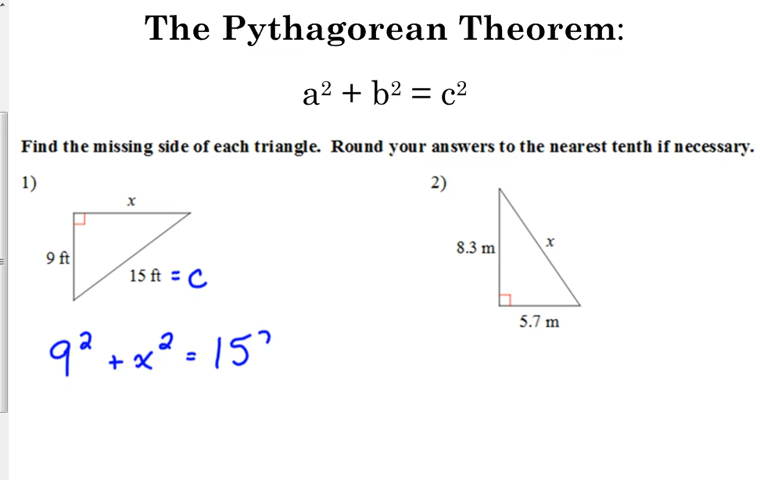 The Pythagorean Theorem:
a² + b² = c²
Find the missing side of each triangle. Round your answers to the nearest tenth if necessary.
1)
x
9 ft
15 ft = C
9² + x² = 15
2)
8.3 m
x
5.7 m